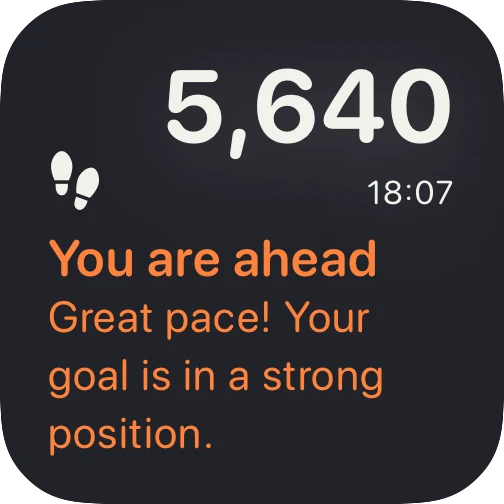 5,640
18:07
You are ahead
Great pace! Your
goal is in a strong
position.